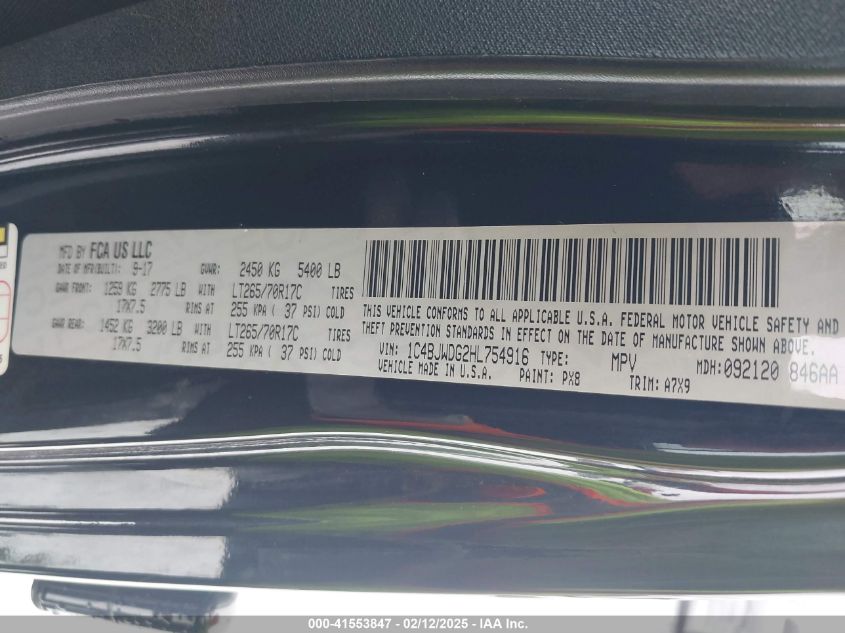 MFD BY FCA US LLC
DATE OF MFD(BUILT): 9-17 GVWR: 2450 KG 5400 LB
GAWR FRONT: 1259 KG 2775 LB WITH LT265/70R17C TIRES
17X7.5 RIMS AT 255 KPA ( 37 PSI) COLD
GAWR REAR: 1452 KG 3200 LB WITH LT265/70R17C TIRES
17X7.5 RIMS AT 255 KPA ( 37 PSI) COLD
THIS VEHICLE CONFORMS TO ALL APPLICABLE U.S.A. FEDERAL MOTOR VEHICLE SAFETY AND
THEFT PREVENTION STANDARDS IN EFFECT ON THE DATE OF MANUFACTURE SHOWN ABOVE.
VIN: 1C4BJWDG2HL754916 TYPE: MPV MDH:092120 846AA
VEHICLE MADE IN U.S.A. PAINT: PX8 TRIM: A7X9
000-41553847 - 02/12/2025 - IAA Inc.